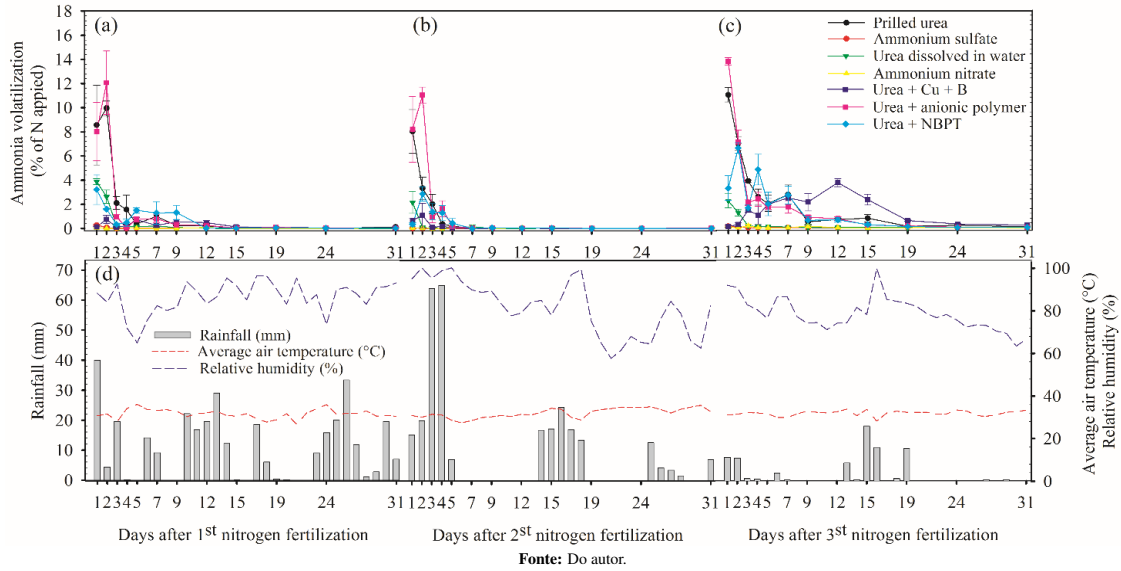 (a) (b) (c)
Prilled urea
Ammonium sulfate
Urea dissolved in water
Ammonium nitrate
Urea + Cu + B
Urea + anionic polymer
Urea + NBPT
Ammonia volatilization
(% of N appied)
18
16
14
12
10
8
6
4
2
0
1 2 3 4 5 7 9 12 15 19 24 31 1 2 3 4 5 7 9 12 15 19 24 31 1 2 3 4 5 7 9 12 15 19 24 31
(d)
Rainfall (mm)
Average air temperature (°C)
Relative humidity (%)
Rainfall (mm)
70
60
50
40
30
20
10
0
100
80
60
40
20
0
Average air temperature (°C)
Relative humidity (%)
1 2 3 4 5 7 9 12 15 19 24 31 1 2 3 4 5 7 9 12 15 19 24 31 1 2 3 4 5 7 9 12 15 19 24 31
Days after 1st nitrogen fertilization Days after 2st nitrogen fertilization Days after 3st nitrogen fertilization
Fonte: Do autor.